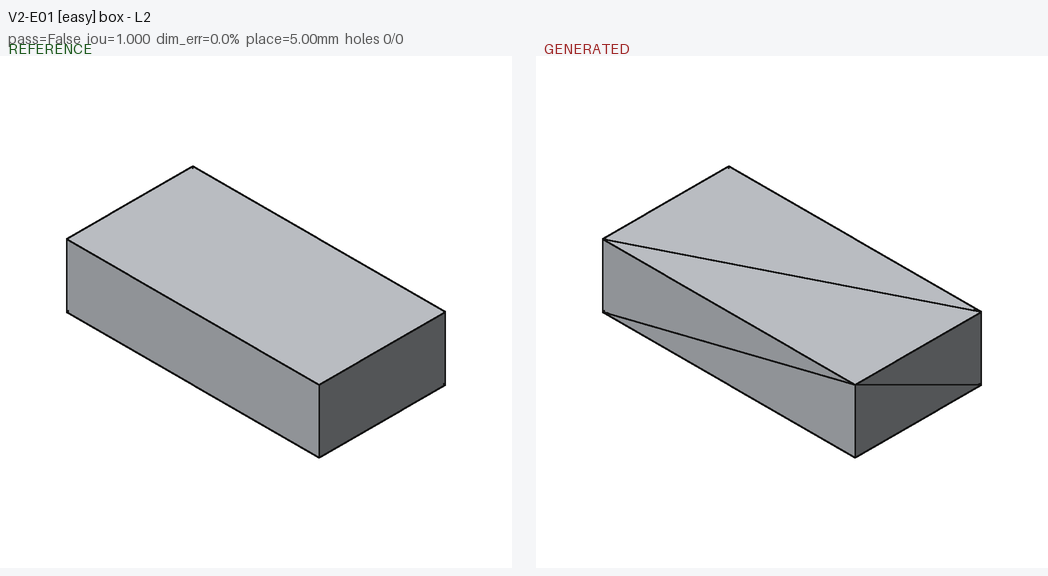 V2-E01 [easy] box - L2
pass=False iou=1.000 dim_err=0.0% place=5.00mm holes 0/0
REFERENCE
GENERATED